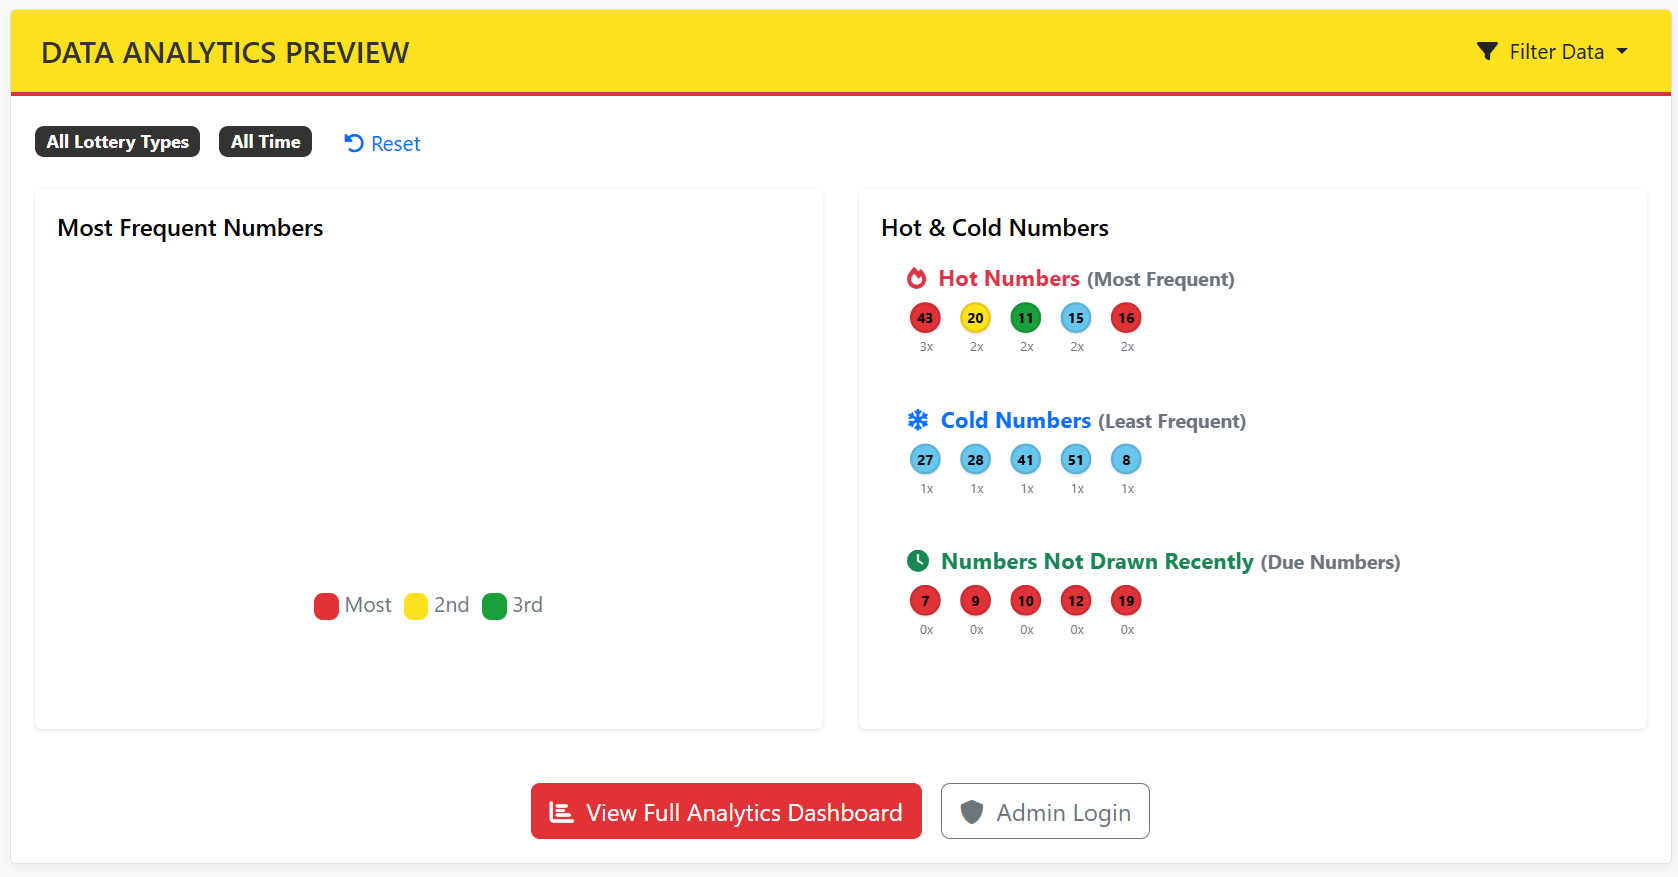 DATA ANALYTICS PREVIEW
Filter Data
All Lottery Types All Time Reset
Most Frequent Numbers
Most 2nd 3rd
Hot & Cold Numbers
Hot Numbers (Most Frequent)
43 20 11 15 16
3x 2x 2x 2x 2x
Cold Numbers (Least Frequent)
27 28 41 51 8
1x 1x 1x 1x 1x
Numbers Not Drawn Recently (Due Numbers)
7 9 10 12 19
0x 0x 0x 0x 0x
View Full Analytics Dashboard
Admin Login